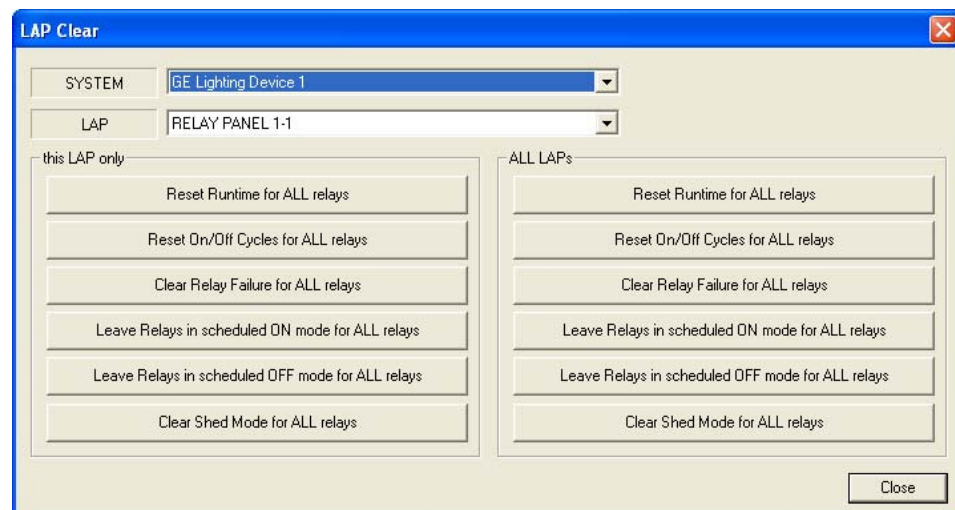 LAP Clear
SYSTEM
GE Lighting Device 1
LAP
RELAY PANEL 1-1
this LAP only
Reset Runtime for ALL relays
Reset On/Off Cycles for ALL relays
Clear Relay Failure for ALL relays
Leave Relays in scheduled ON mode for ALL relays
Leave Relays in scheduled OFF mode for ALL relays
Clear Shed Mode for ALL relays
ALL LAPs
Reset Runtime for ALL relays
Reset On/Off Cycles for ALL relays
Clear Relay Failure for ALL relays
Leave Relays in scheduled ON mode for ALL relays
Leave Relays in scheduled OFF mode for ALL relays
Clear Shed Mode for ALL relays
Close